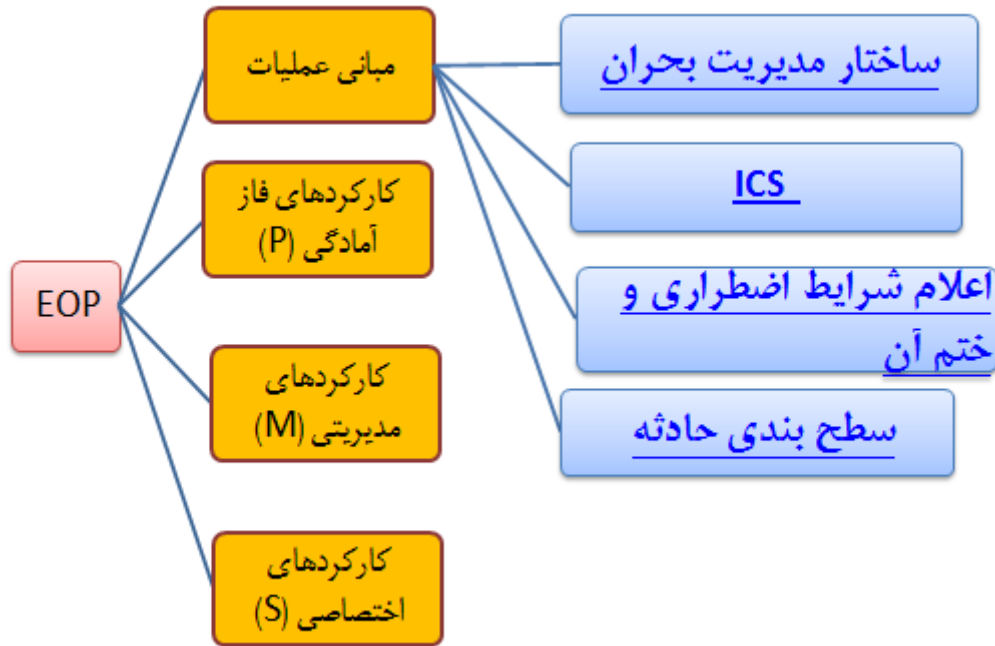 EOP
مبانی عملیات
کارکردهای فاز
آمادگی (P)
کارکردهای
مدیریتی (M)
کارکردهای
اختصاصی (S)
ساختار مدیریت بحران
ICS
اعلام شرایط اضطراری و
ختم آن
سطح بندی حادثه